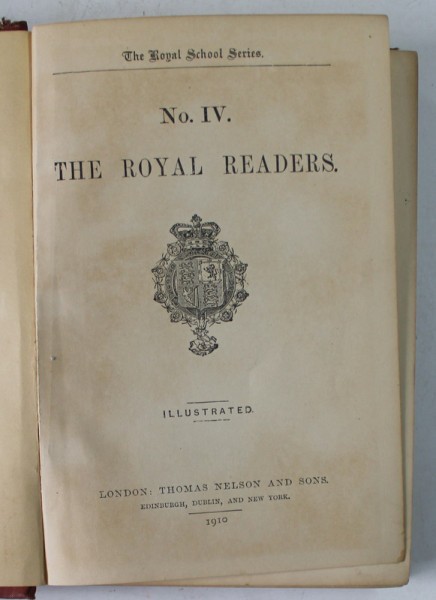 The Royal School Series.
No. IV.
THE ROYAL READERS.
ILLUSTRATED.
LONDON: THOMAS NELSON AND SONS.
EDINBURGH, DUBLIN, AND NEW YORK.
1910